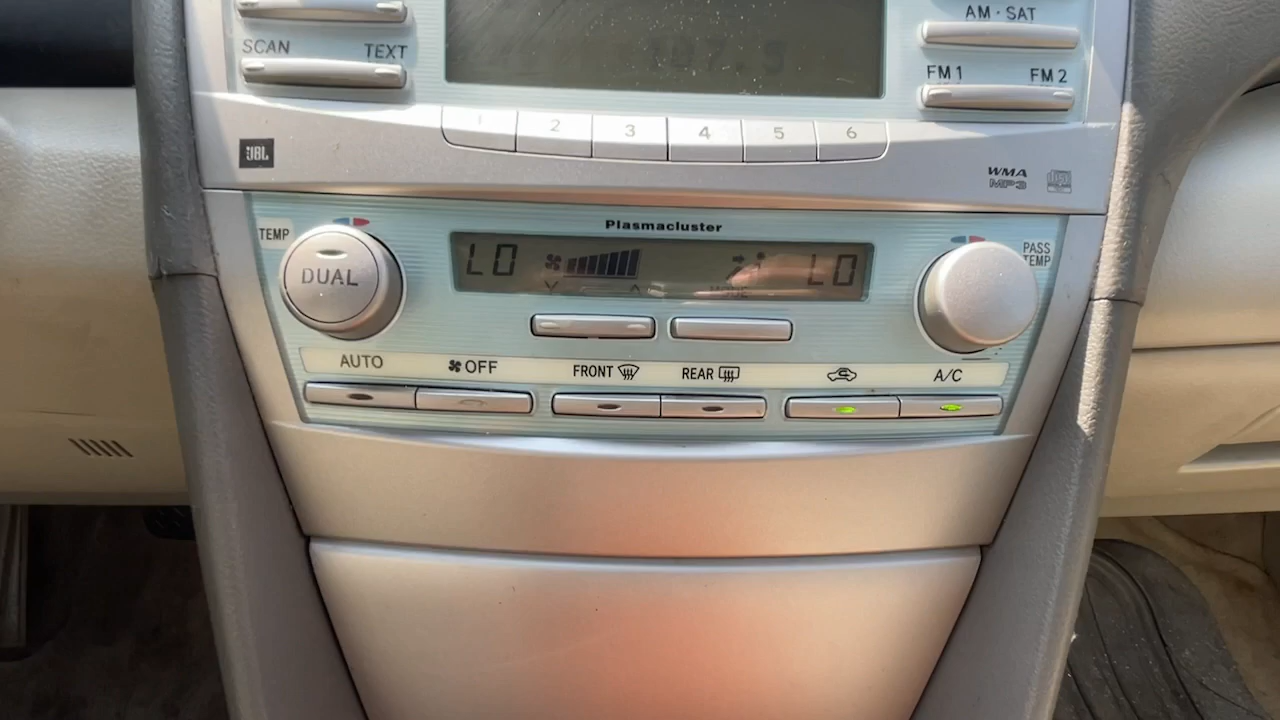 AM · SAT
SCAN TEXT
FM 1 FM 2
1 2 3 4 5 6
JBL
WMA
MP3
Plasmacluster
TEMP
PASS TEMP
DUAL
LO LO
MODE
AUTO OFF FRONT REAR A/C